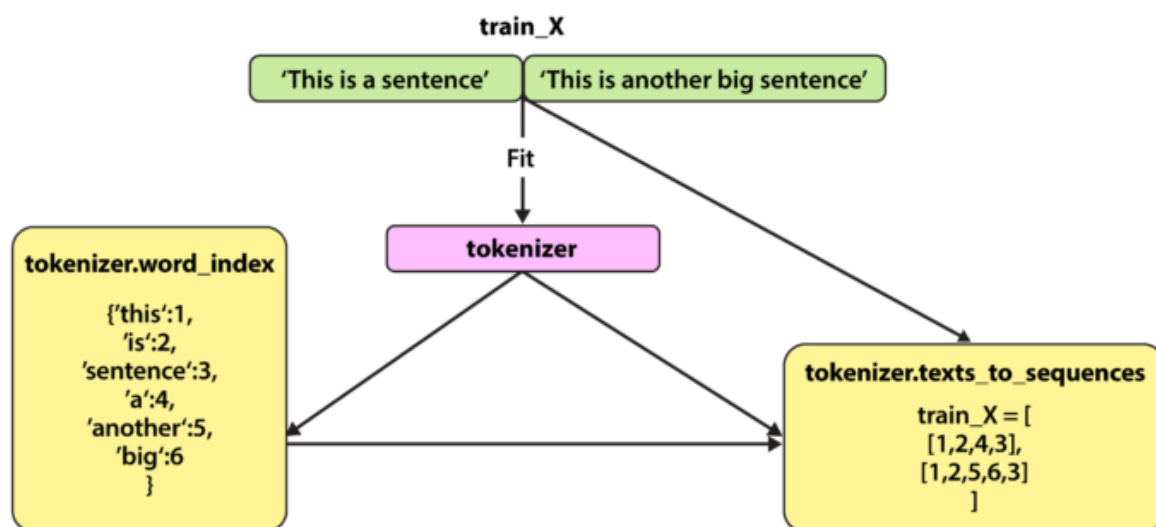 train_X
‘This is a sentence’
‘This is another big sentence’
Fit
tokenizer
tokenizer.word_index
{’this‘:1,
’is‘:2,
’sentence‘:3,
’a‘:4,
’another‘:5,
’big‘:6
}
tokenizer.texts_to_sequences
train_X = [
[1,2,4,3],
[1,2,5,6,3]
]